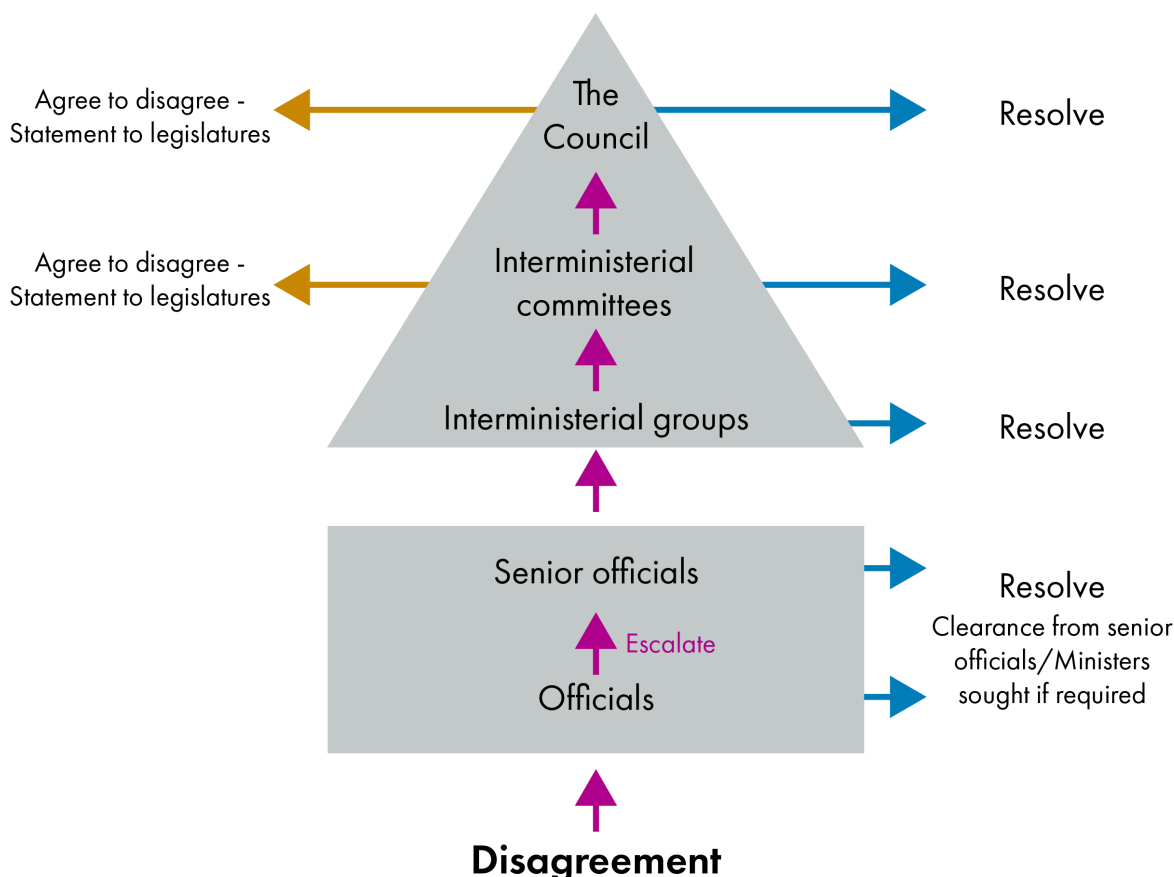 Agree to disagree -
Statement to legislatures
The
Council
Resolve
Agree to disagree -
Statement to legislatures
Interministerial
committees
Resolve
Interministerial groups
Resolve
Senior officials
Resolve
Clearance from senior
officials/Ministers
sought if required
Escalate
Officials
Disagreement